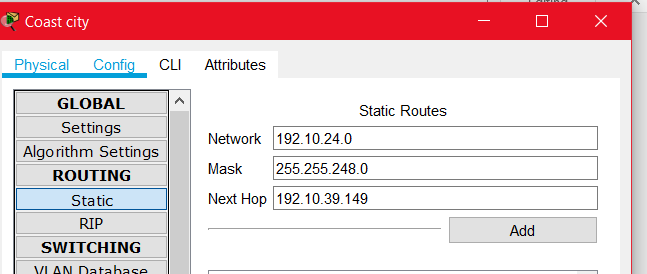 Coast city
Physical Config CLI Attributes
GLOBAL
Settings
Algorithm Settings
ROUTING
Static
RIP
SWITCHING
VLAN Database
Static Routes
Network 192.10.24.0
Mask 255.255.248.0
Next Hop 192.10.39.149
Add